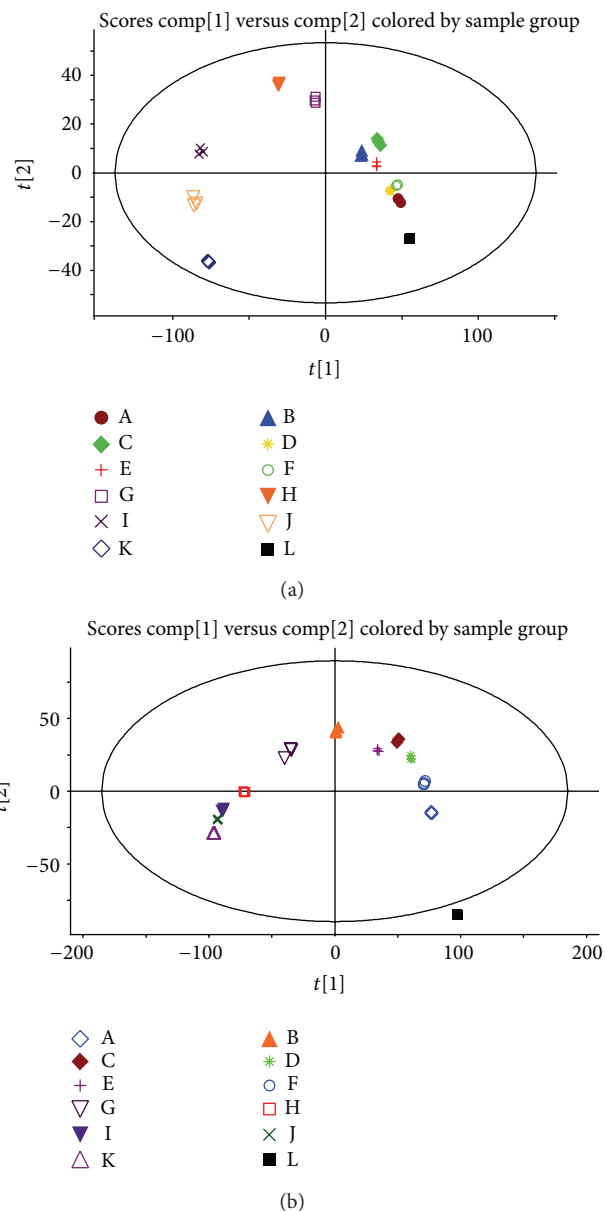 Scores comp[1] versus comp[2] colored by sample group
40
20
0
−20
−40
t[2]
−100
0
100
t[1]
A
B
C
D
E
F
G
H
I
J
K
L
(a)
Scores comp[1] versus comp[2] colored by sample group
50
0
−50
t[2]
−200
−100
0
100
200
t[1]
A
B
C
D
E
F
G
H
I
J
K
L
(b)